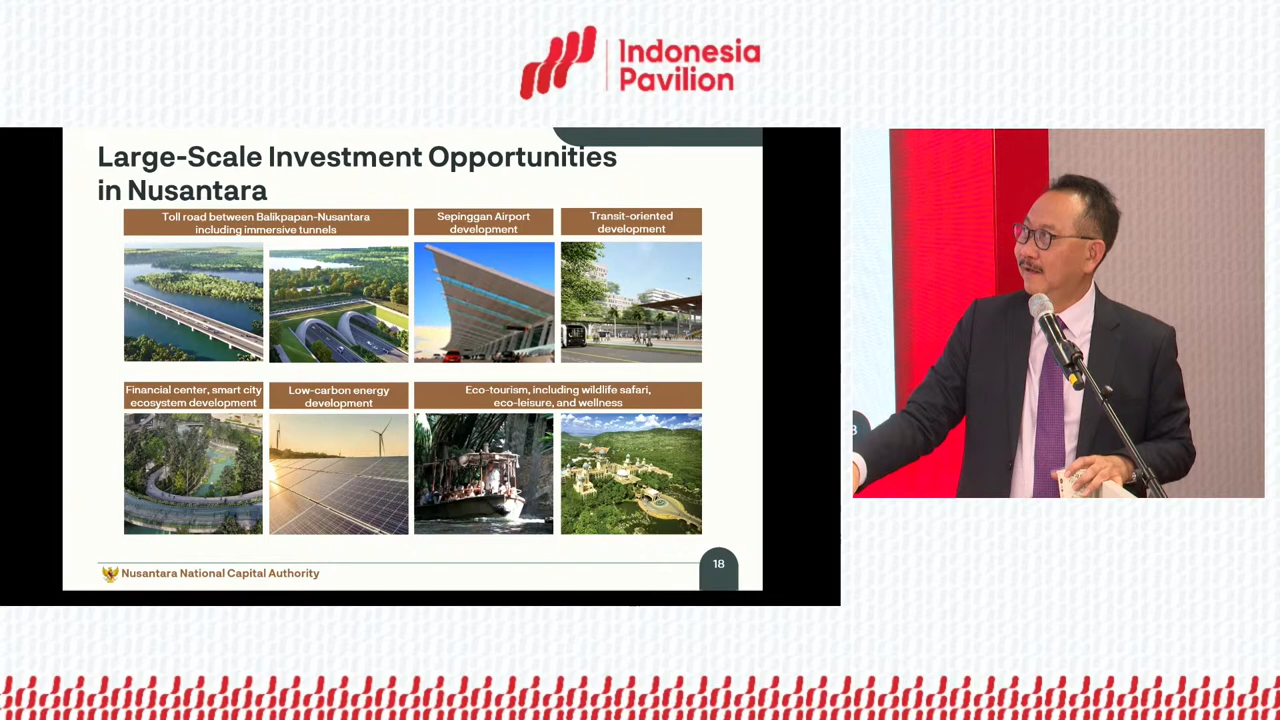 Indonesia
Pavilion
Large-Scale Investment Opportunities
in Nusantara
Toll road between Balikpapan-Nusantara
including immersive tunnels
Sepinggan Airport
development
Transit-oriented
development
Financial center, smart city
ecosystem development
Low-carbon energy
development
Eco-tourism, including wildlife safari,
eco-leisure, and wellness
Nusantara National Capital Authority
18